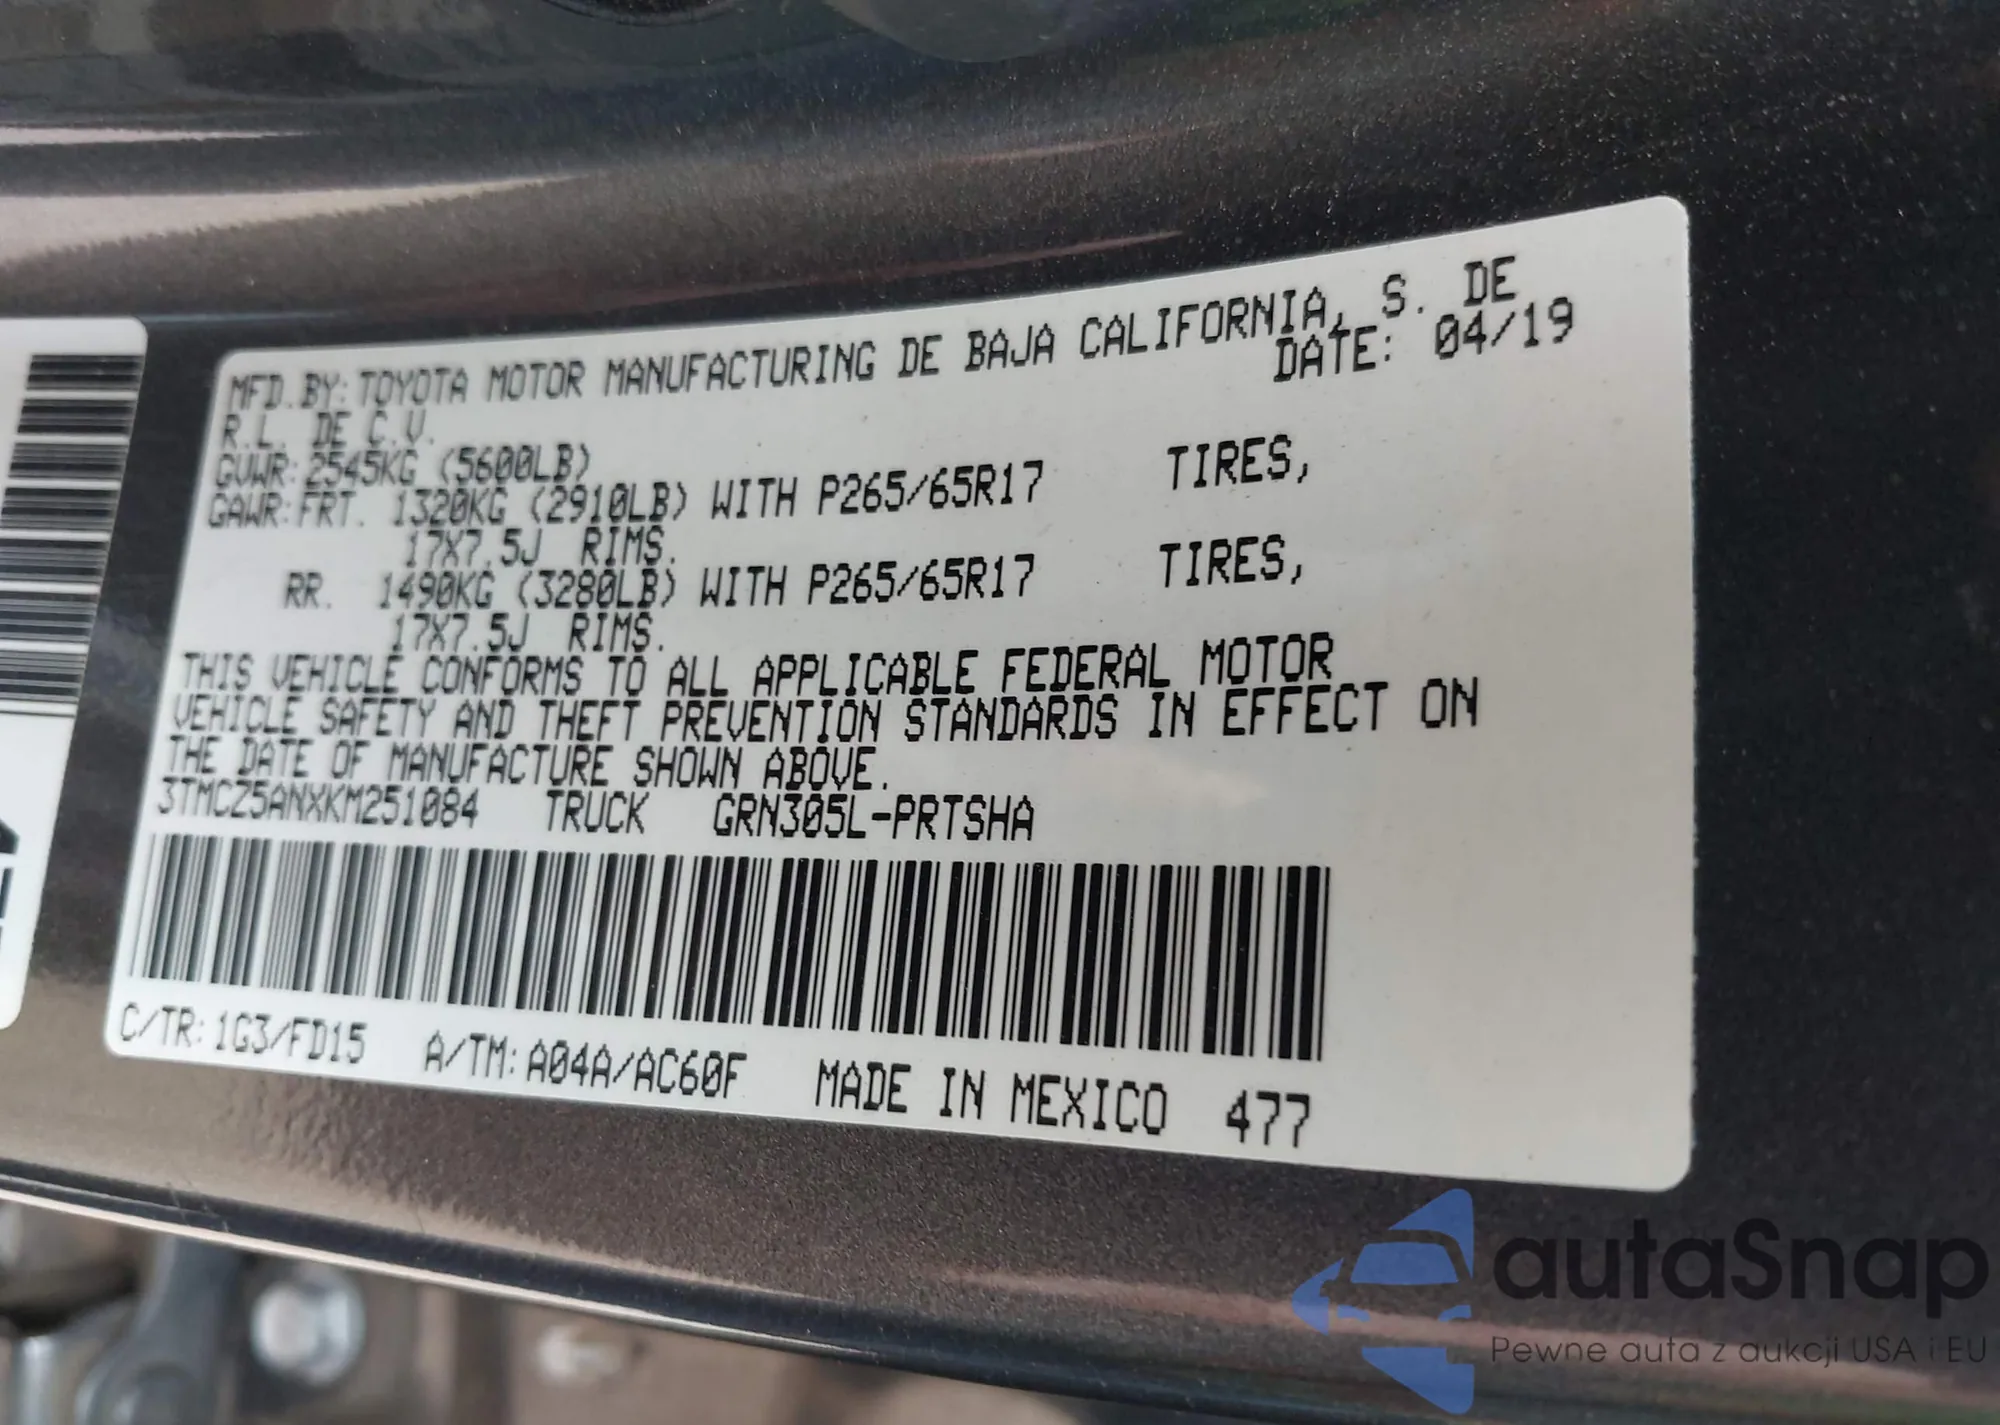 MFD.BY:TOYOTA MOTOR MANUFACTURING DE BAJA CALIFORNIA, S. DE
R.L. DE C.V. DATE: 04/19
GVWR:2545KG (5600LB)
GAWR:FRT. 1320KG (2910LB) WITH P265/65R17 TIRES,
17X7.5J RIMS.
RR. 1490KG (3280LB) WITH P265/65R17 TIRES,
17X7.5J RIMS.
THIS VEHICLE CONFORMS TO ALL APPLICABLE FEDERAL MOTOR
VEHICLE SAFETY AND THEFT PREVENTION STANDARDS IN EFFECT ON
THE DATE OF MANUFACTURE SHOWN ABOVE.
3TMCZ5ANXKM251084 TRUCK GRN305L-PRTSHA
C/TR:1G3/FD15 A/TM:A04A/AC60F MADE IN MEXICO 477
autaSnap
Pewne auta z aukcji USA i EU